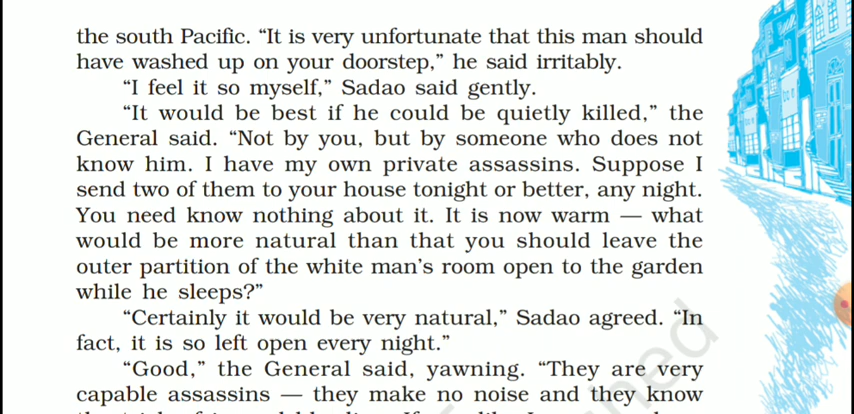 the south Pacific. “It is very unfortunate that this man should
have washed up on your doorstep,” he said irritably.
“I feel it so myself,” Sadao said gently.
“It would be best if he could be quietly killed,” the
General said. “Not by you, but by someone who does not
know him. I have my own private assassins. Suppose I
send two of them to your house tonight or better, any night.
You need know nothing about it. It is now warm — what
would be more natural than that you should leave the
outer partition of the white man’s room open to the garden
while he sleeps?”
“Certainly it would be very natural,” Sadao agreed. “In
fact, it is so left open every night.”
“Good,” the General said, yawning. “They are very
capable assassins — they make no noise and they know